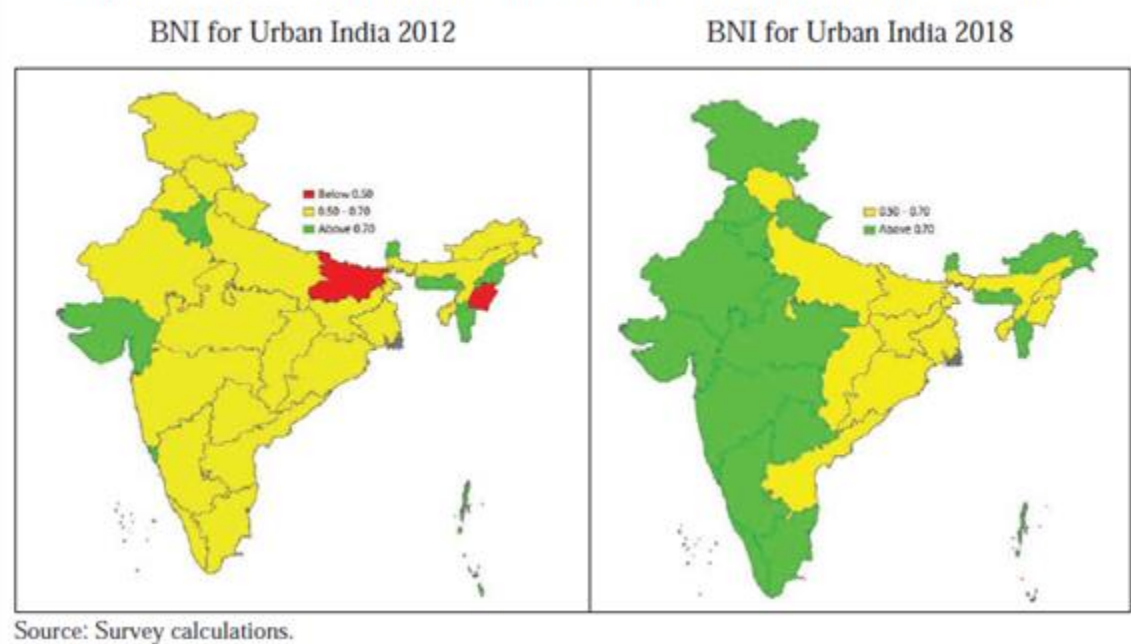 BNI for Urban India 2012
BNI for Urban India 2018
Below 0.50
0.50 - 0.70
Above 0.70
0.50 - 0.70
Above 0.70
Source: Survey calculations.